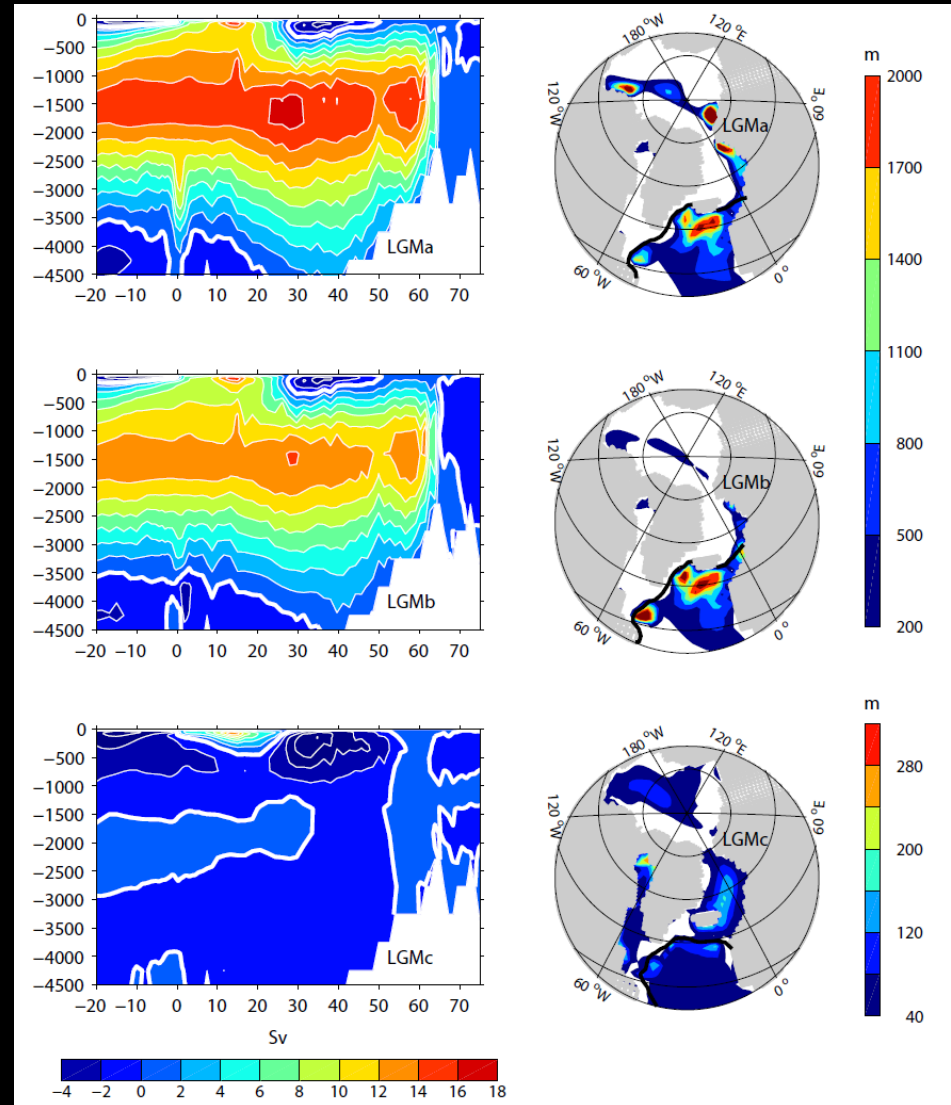 0
−500
−1000
−1500
−2000
−2500
−3000
−3500
−4000
−4500
LGMa
−20 −10 0 10 20 30 40 50 60 70
180 °W
120 °E
120 °W
60 °E
LGMa
60 °W
0 °
m
2000
1700
1400
1100
800
500
200
0
−500
−1000
−1500
−2000
−2500
−3000
−3500
−4000
−4500
LGMb
−20 −10 0 10 20 30 40 50 60 70
180 °W
120 °E
120 °W
60 °E
LGMb
60 °W
0 °
0
−500
−1000
−1500
−2000
−2500
−3000
−3500
−4000
−4500
LGMc
−20 −10 0 10 20 30 40 50 60 70
180 °W
120 °E
120 °W
60 °E
LGMc
60 °W
0 °
m
280
200
120
40
Sv
−4 −2 0 2 4 6 8 10 12 14 16 18